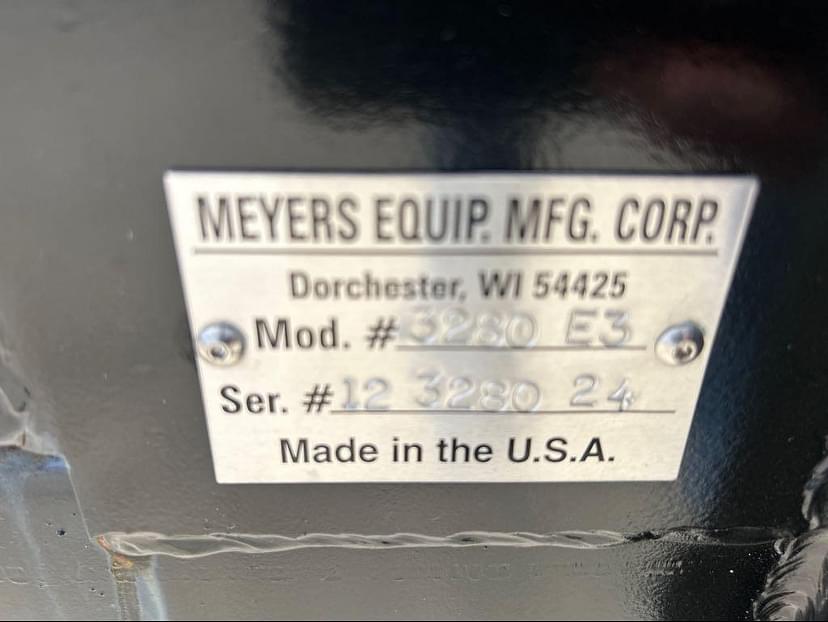 MEYERS EQUIP. MFG. CORP.
Dorchester, WI 54425
Mod. # 3280 E3
Ser. # 12 3280 24
Made in the U.S.A.